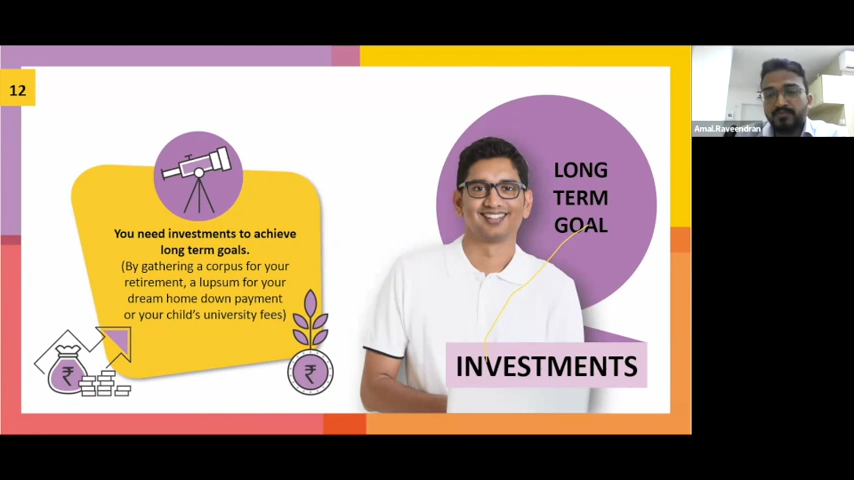 12
You need investments to achieve
long term goals.
(By gathering a corpus for your
retirement, a lupsum for your
dream home down payment
or your child's university fees)
₹
₹
LONG
TERM
GOAL
INVESTMENTS
Amal.Raveendran